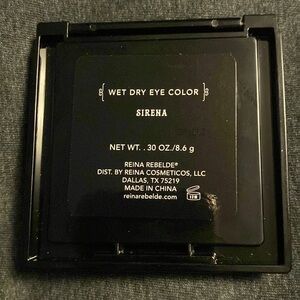 WET DRY EYE COLOR
SIRENA
NET WT. .30 OZ./8.6 g
REINA REBELDE®
DIST. BY REINA COSMETICOS, LLC
DALLAS, TX 75219
MADE IN CHINA
reinarebelde.com